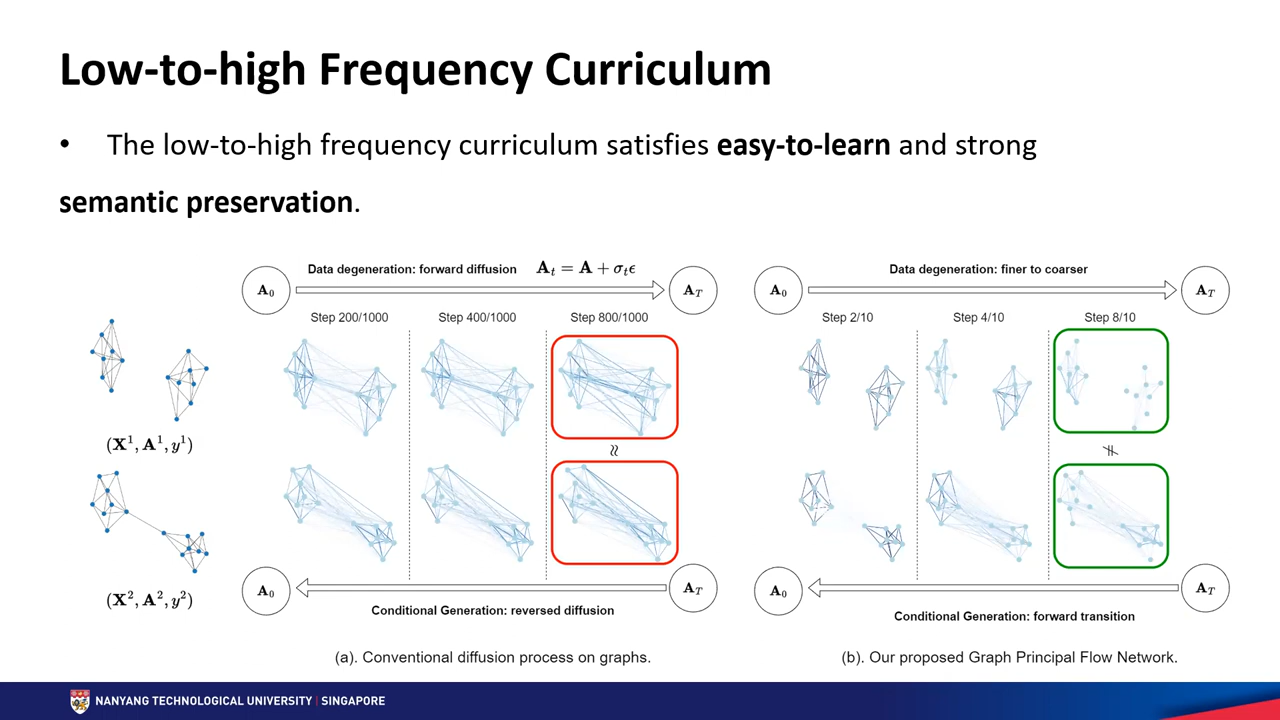 Low-to-high Frequency Curriculum
• The low-to-high frequency curriculum satisfies easy-to-learn and strong
semantic preservation.
Data degeneration: forward diffusion A_t = A + σ_tϵ
A_0
A_T
Step 200/1000
Step 400/1000
Step 800/1000
(X^1, A^1, y^1)
≈
(X^2, A^2, y^2)
A_0
A_T
Conditional Generation: reversed diffusion
(a). Conventional diffusion process on graphs.
Data degeneration: finer to coarser
A_0
A_T
Step 2/10
Step 4/10
Step 8/10
≠
A_0
A_T
Conditional Generation: forward transition
(b). Our proposed Graph Principal Flow Network.
NANYANG TECHNOLOGICAL UNIVERSITY | SINGAPORE